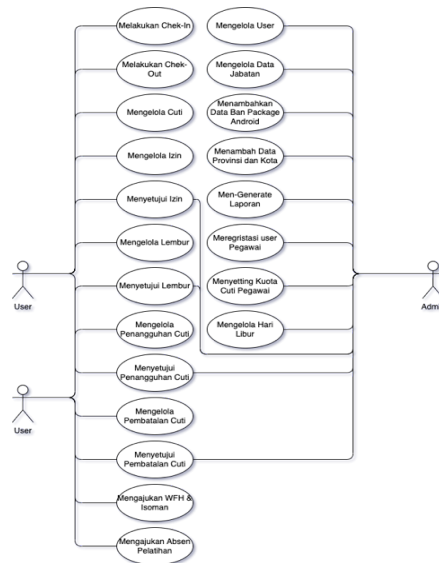 Melakukan Chek-In
Mengelola User
Melakukan Chek-
Out
Mengelola Data
Jabatan
Mengelola Cuti
Menambahkan
Data Ban Package
Android
Mengelola Izin
Menambah Data
Provinsi dan Kota
Menyetujui Izin
Men-Generate
Laporan
Mengelola Lembur
Meregristasi user
Pegawai
Menyetujui Lembur
Menyetting Kuota
Cuti Pegawai
User
Admi
Mengelola
Penangguhan Cuti
Mengelola Hari
Libur
Menyetujui
Penangguhan Cuti
User
Mengelola
Pembatalan Cuti
Menyetujui
Pembatalan Cuti
Mengajukan WFH &
Isoman
Mengajukan Absen
Pelatihan